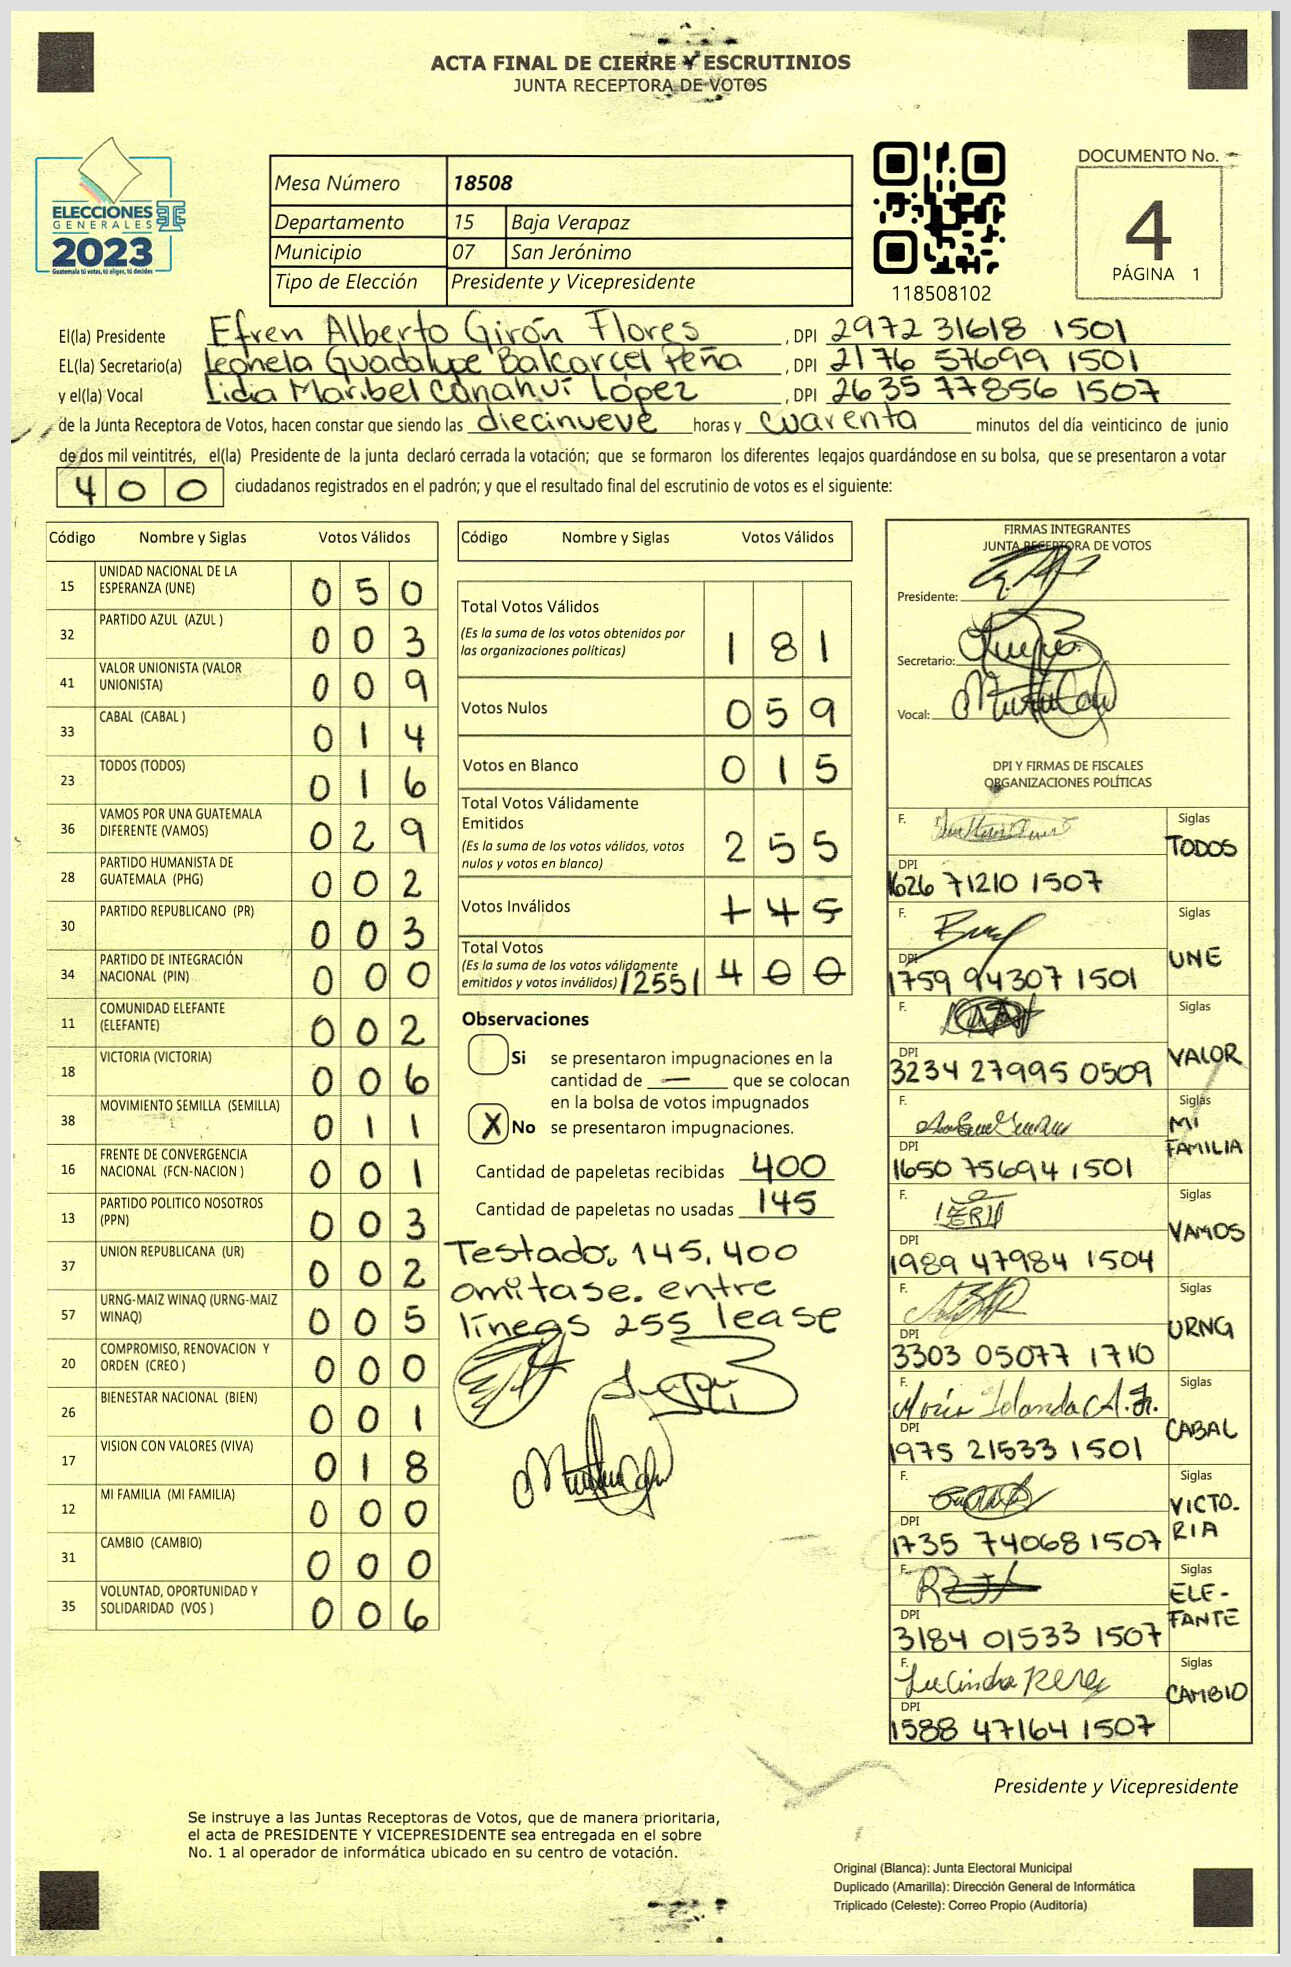 ACTA FINAL DE CIERRE Y ESCRUTINIOS
JUNTA RECEPTORA DE VOTOS
ELECCIONES
GENERALES
2023
Guatemala tú votas, tú eliges, tú decides
Mesa Número 18508
Departamento 15 Baja Verapaz
Municipio 07 San Jerónimo
Tipo de Elección Presidente y Vicepresidente
118508102
DOCUMENTO No.
4
PÁGINA 1
El(la) Presidente Efren Alberto Girón Flores, DPI 2972 31618 1501
EL(la) Secretario(a) Leonela Guadalupe Balcarcel Peña, DPI 2176 57699 1501
y el(la) Vocal Lidia Maribel Canahuí López, DPI 2635 77856 1507
de la Junta Receptora de Votos, hacen constar que siendo las diecinueve horas y cuarenta minutos del día veinticinco de junio
de dos mil veintitrés, el(la) Presidente de la junta declaró cerrada la votación; que se formaron los diferentes legajos guardándose en su bolsa, que se presentaron a votar
400 ciudadanos registrados en el padrón; y que el resultado final del escrutinio de votos es el siguiente:
Código Nombre y Siglas Votos Válidos
15 UNIDAD NACIONAL DE LA ESPERANZA (UNE) 050
32 PARTIDO AZUL (AZUL ) 003
41 VALOR UNIONISTA (VALOR UNIONISTA) 009
33 CABAL (CABAL ) 014
23 TODOS (TODOS) 016
36 VAMOS POR UNA GUATEMALA DIFERENTE (VAMOS) 029
28 PARTIDO HUMANISTA DE GUATEMALA (PHG) 002
30 PARTIDO REPUBLICANO (PR) 003
34 PARTIDO DE INTEGRACIÓN NACIONAL (PIN) 000
11 COMUNIDAD ELEFANTE (ELEFANTE) 002
18 VICTORIA (VICTORIA) 006
38 MOVIMIENTO SEMILLA (SEMILLA) 011
16 FRENTE DE CONVERGENCIA NACIONAL (FCN-NACION ) 001
13 PARTIDO POLITICO NOSOTROS (PPN) 003
37 UNION REPUBLICANA (UR) 002
57 URNG-MAIZ WINAQ (URNG-MAIZ WINAQ) 005
20 COMPROMISO, RENOVACION Y ORDEN (CREO ) 000
26 BIENESTAR NACIONAL (BIEN) 001
17 VISION CON VALORES (VIVA) 018
12 MI FAMILIA (MI FAMILIA) 000
31 CAMBIO (CAMBIO) 000
35 VOLUNTAD, OPORTUNIDAD Y SOLIDARIDAD (VOS ) 006
Código Nombre y Siglas Votos Válidos
Total Votos Válidos 181
(Es la suma de los votos obtenidos por
las organizaciones políticas)
Votos Nulos 059
Votos en Blanco 015
Total Votos Válidamente
Emitidos 255
(Es la suma de los votos válidos, votos
nulos y votos en blanco)
Votos Inválidos 145
Total Votos
(Es la suma de los votos válidamente
emitidos y votos inválidos) /255/ 400
Observaciones
Si se presentaron impugnaciones en la
cantidad de — que se colocan
en la bolsa de votos impugnados
X No se presentaron impugnaciones.
Cantidad de papeletas recibidas 400
Cantidad de papeletas no usadas 145
Testado. 145, 400
omitase. entre
líneas 255 lease
FIRMAS INTEGRANTES
JUNTA RECEPTORA DE VOTOS
Presidente:
Secretario:
Vocal:
DPI Y FIRMAS DE FISCALES
ORGANIZACIONES POLÍTICAS
F. Siglas TODOS
DPI 1626 71210 1507
F. Siglas UNE
DPI 1759 94307 1501
F. Siglas VALOR
DPI 3234 27995 0509
F. Siglas MI FAMILIA
DPI 1650 75694 1501
F. Siglas VAMOS
DPI 1989 47984 1504
F. Siglas URNG
DPI 3303 05077 1710
F. Siglas CABAL
DPI 1975 21533 1501
F. Siglas VICTO-
RIA
DPI 1735 74068 1507
F. Siglas ELE-
FANTE
DPI 3184 01533 1507
F. Siglas CAMBIO
DPI 1588 47164 1507
Presidente y Vicepresidente
Se instruye a las Juntas Receptoras de Votos, que de manera prioritaria,
el acta de PRESIDENTE Y VICEPRESIDENTE sea entregada en el sobre
No. 1 al operador de informática ubicado en su centro de votación.
Original (Blanca): Junta Electoral Municipal
Duplicado (Amarilla): Dirección General de Informática
Triplicado (Celeste): Correo Propio (Auditoría)